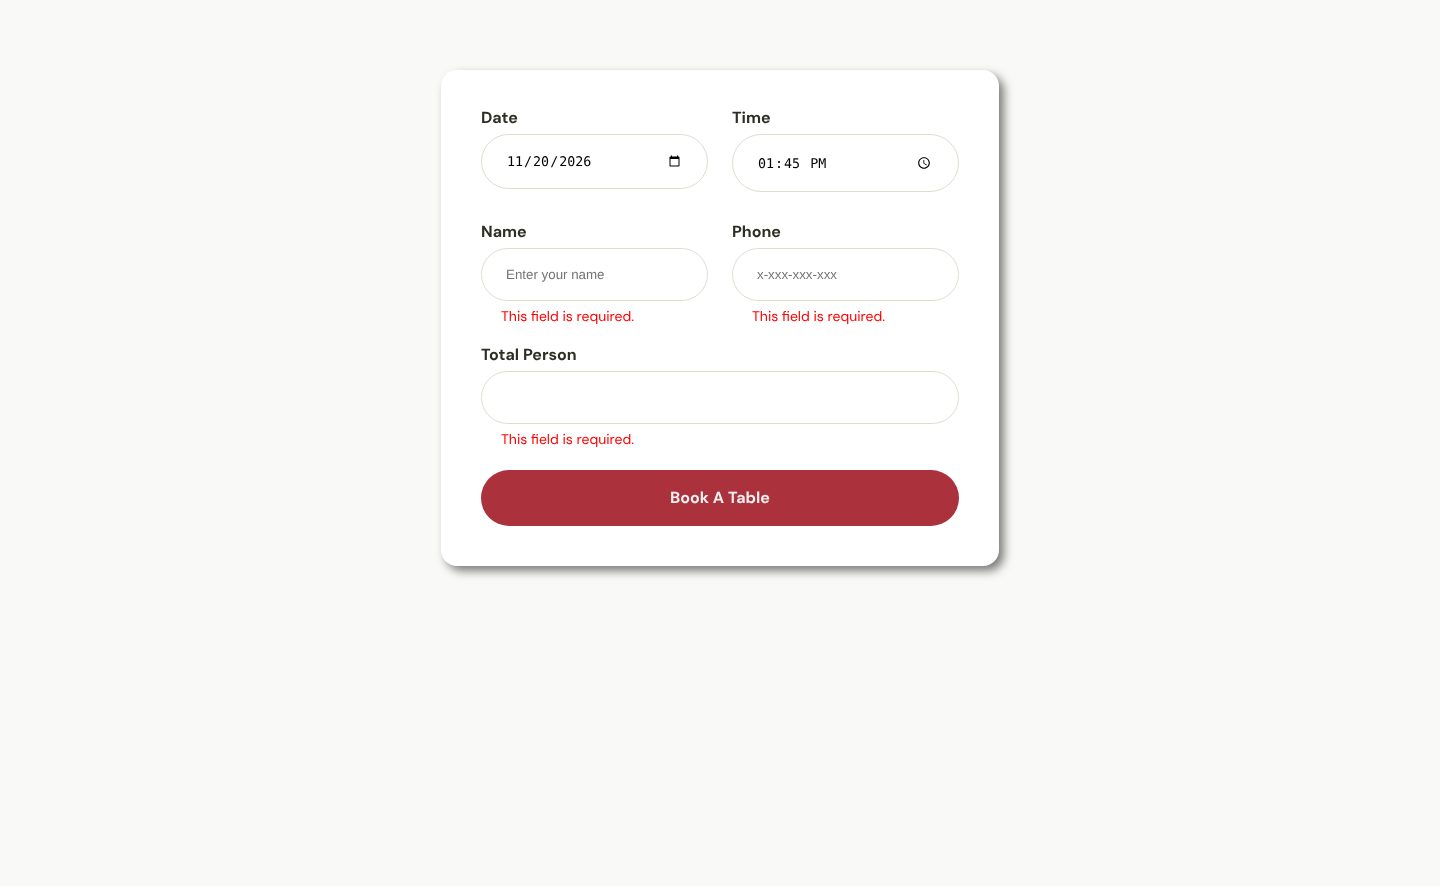 Date
Time
11/20/2026
01:45 PM
Name
Phone
Enter your name
x-xxx-xxx-xxx
This field is required.
This field is required.
Total Person
This field is required.
Book A Table